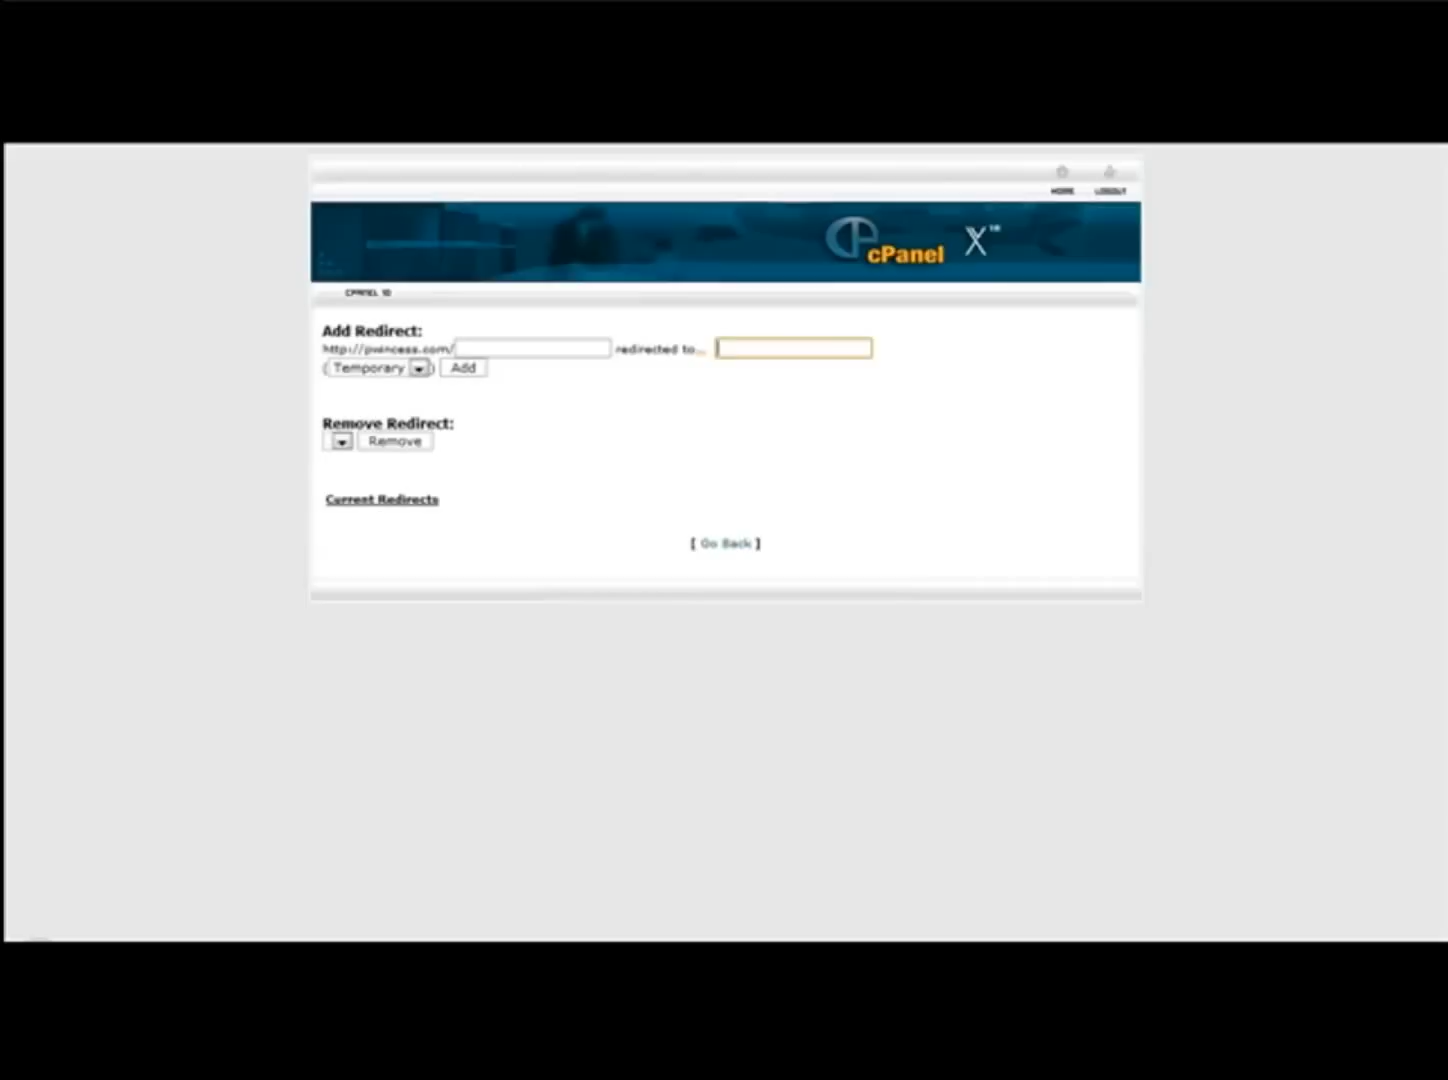 HOME LOGOUT
cPanel X™
CPANEL 10
Add Redirect:
http://pwincess.com/ redirected to...
( Temporary ) Add
Remove Redirect:
Remove
Current Redirects
[ Go Back ]